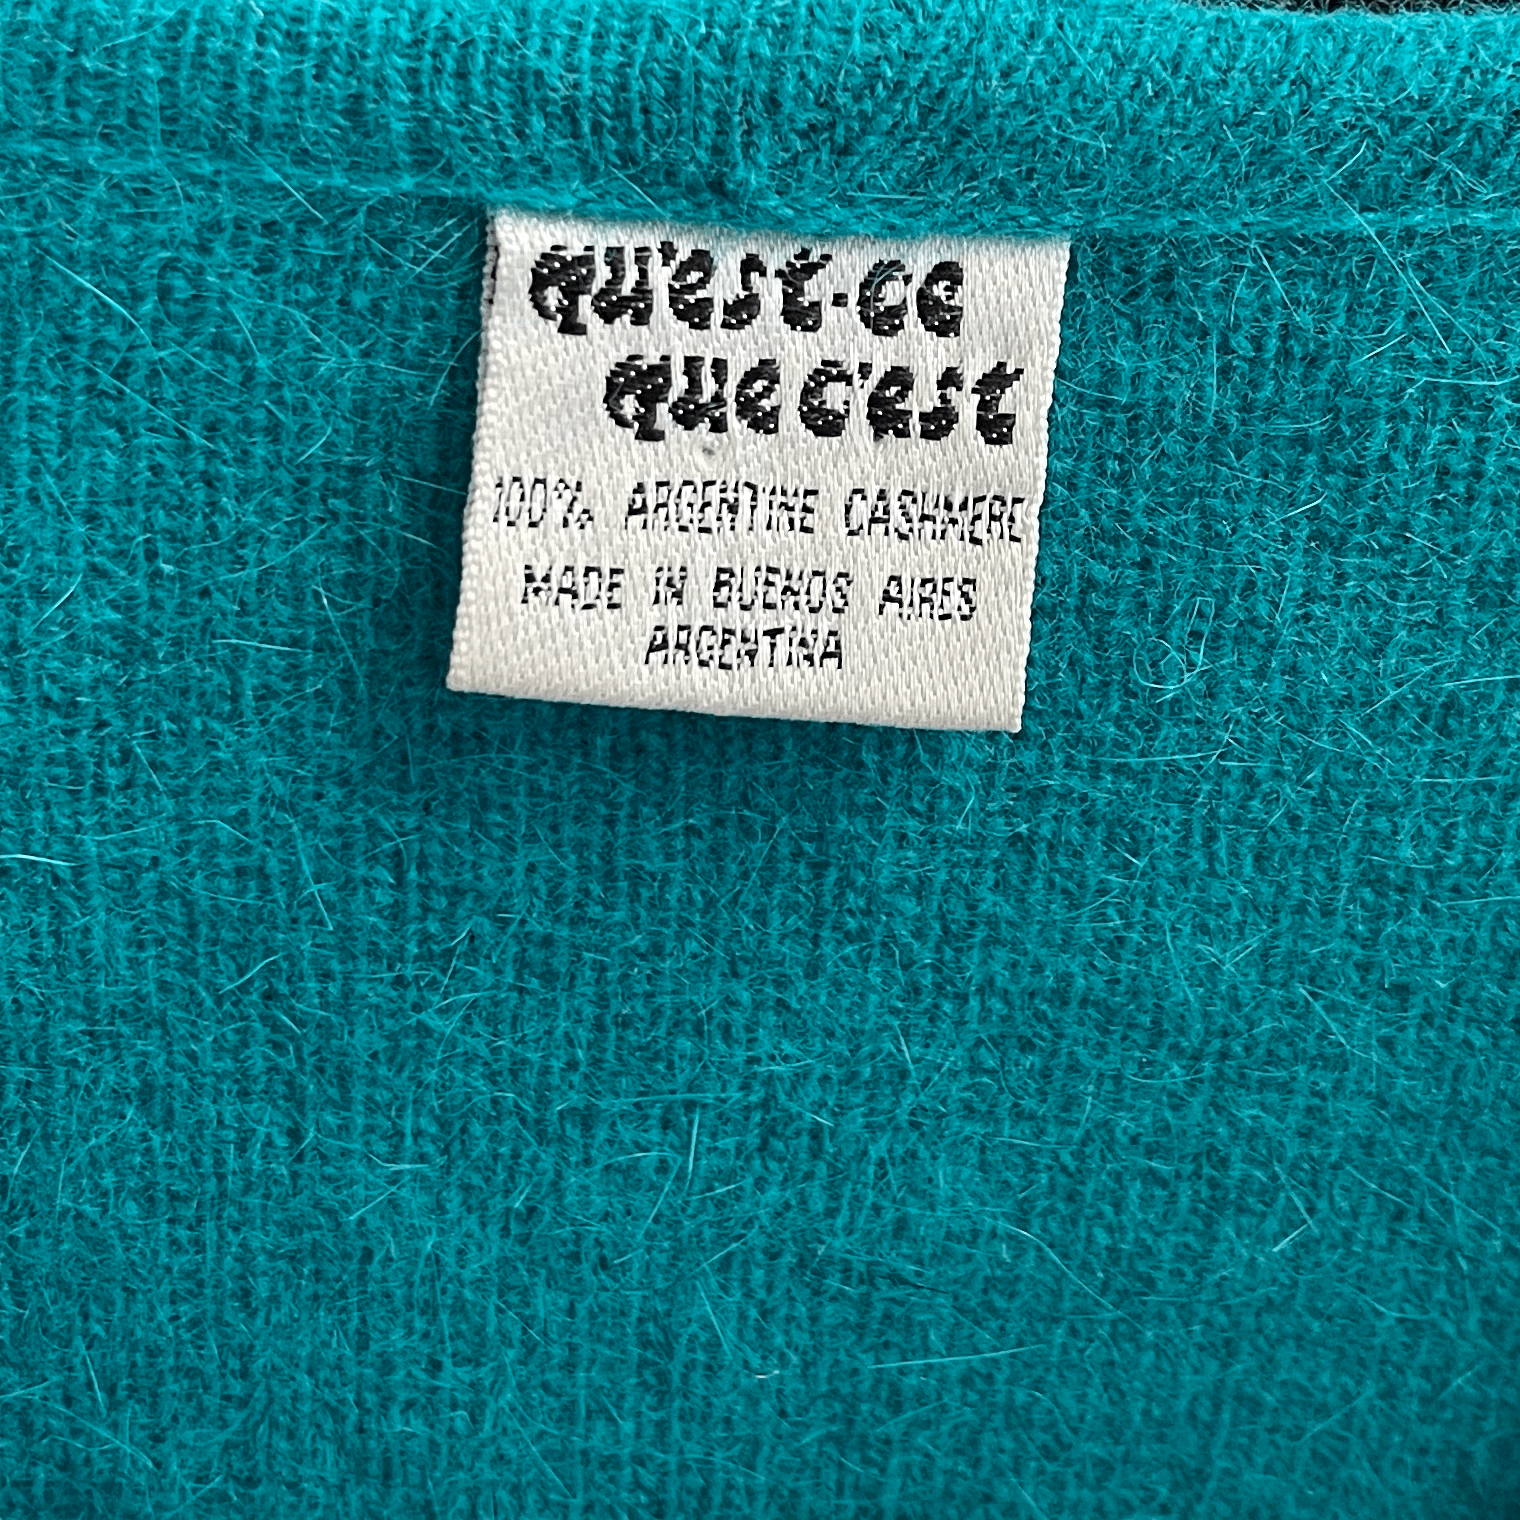 qu'est-ce
que c'est
100% ARGENTINE CASHMERE
MADE IN BUENOS AIRES
ARGENTINA